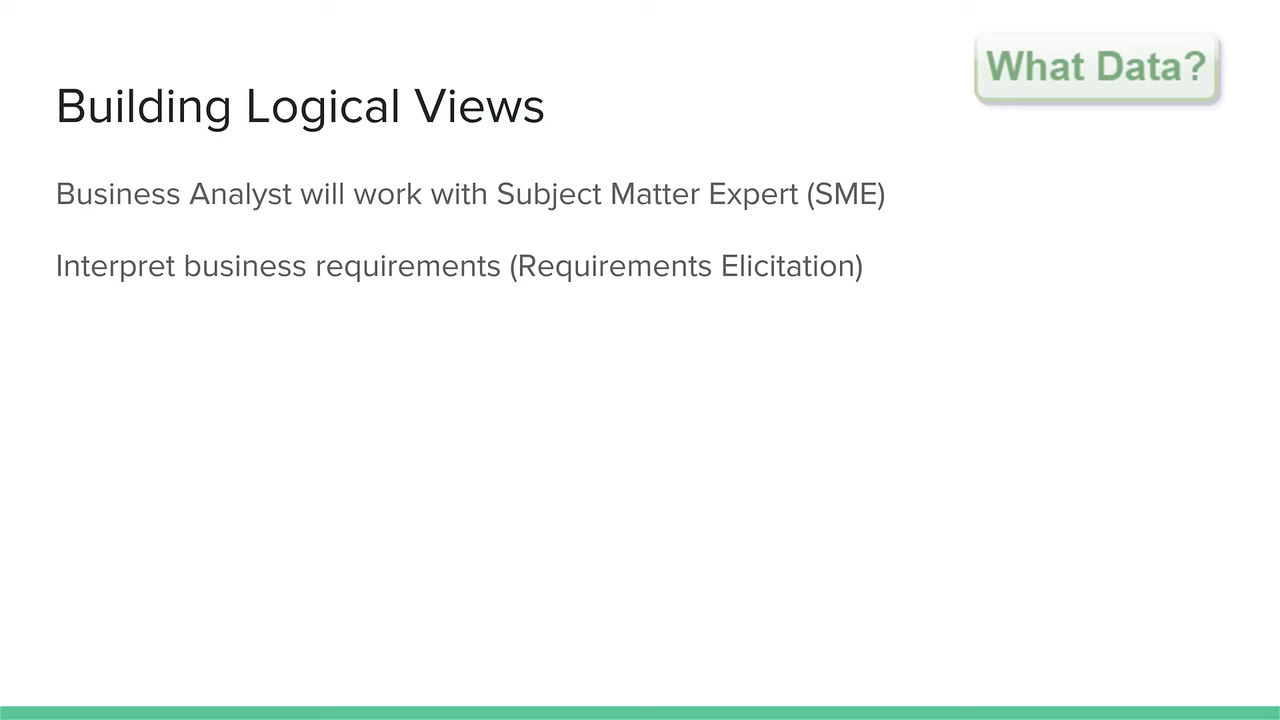 What Data?
Building Logical Views
Business Analyst will work with Subject Matter Expert (SME)
Interpret business requirements (Requirements Elicitation)